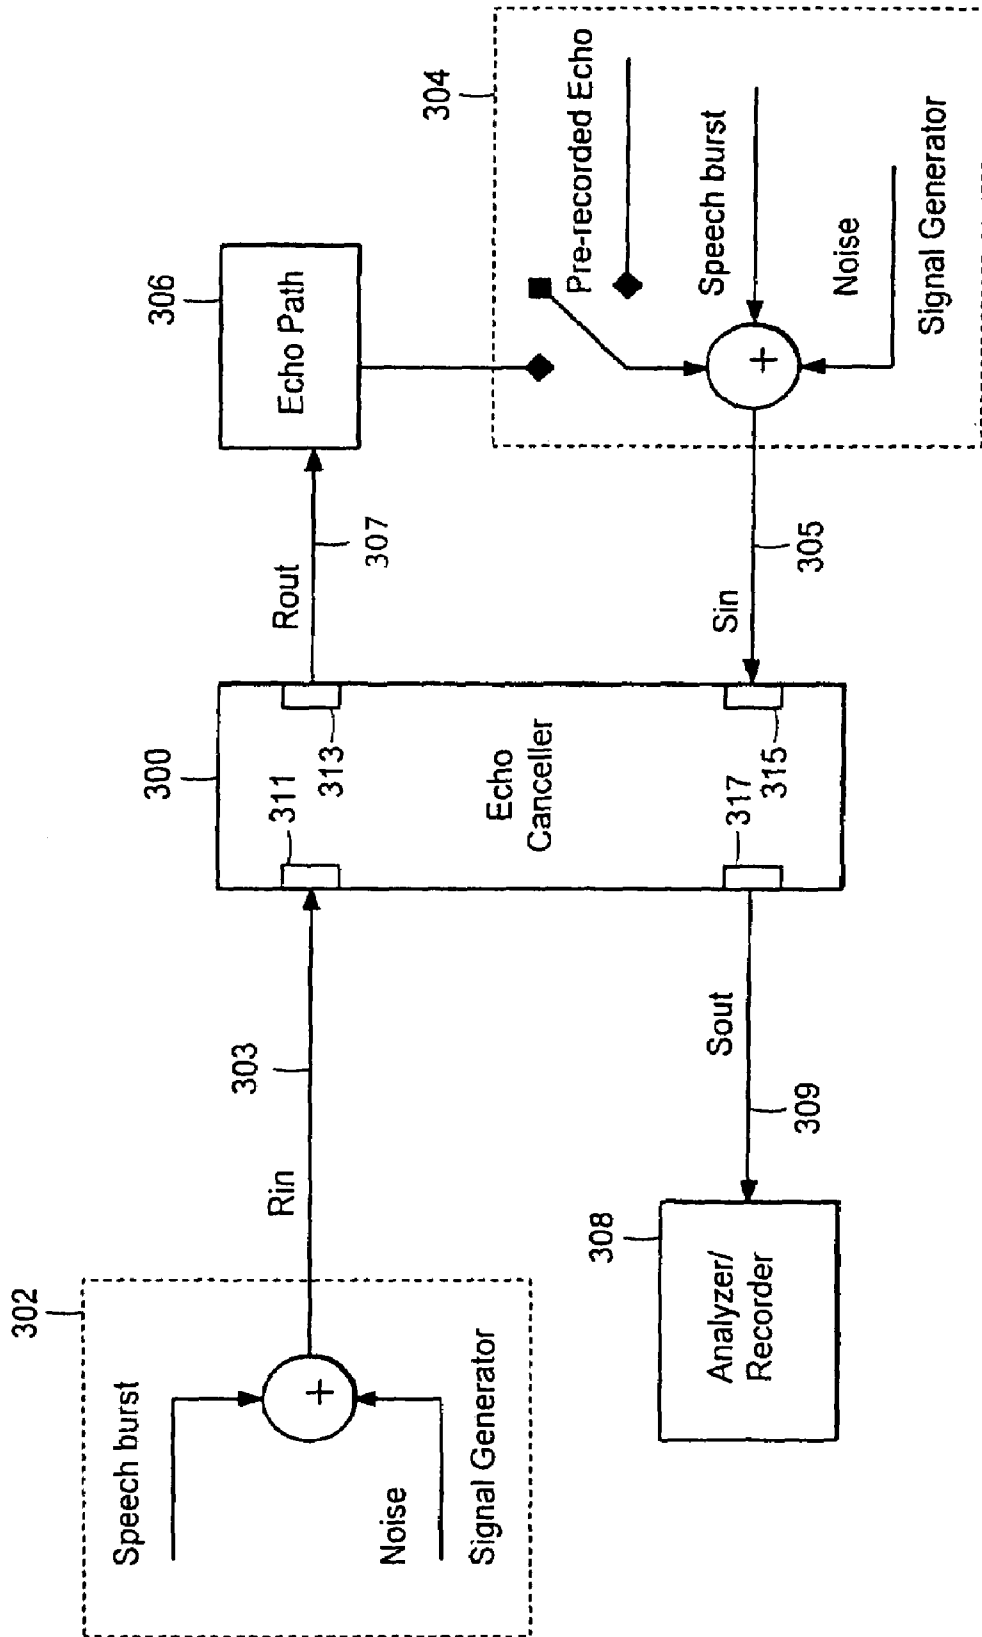 302
Speech burst
Noise
Signal Generator
Rin
303
300
311
313
Echo
Canceller
317
315
Rout
307
306
Echo Path
304
Pre-recorded Echo
Speech burst
Noise
Signal Generator
Sin
305
Sout
309
308
Analyzer/
Recorder
+
+